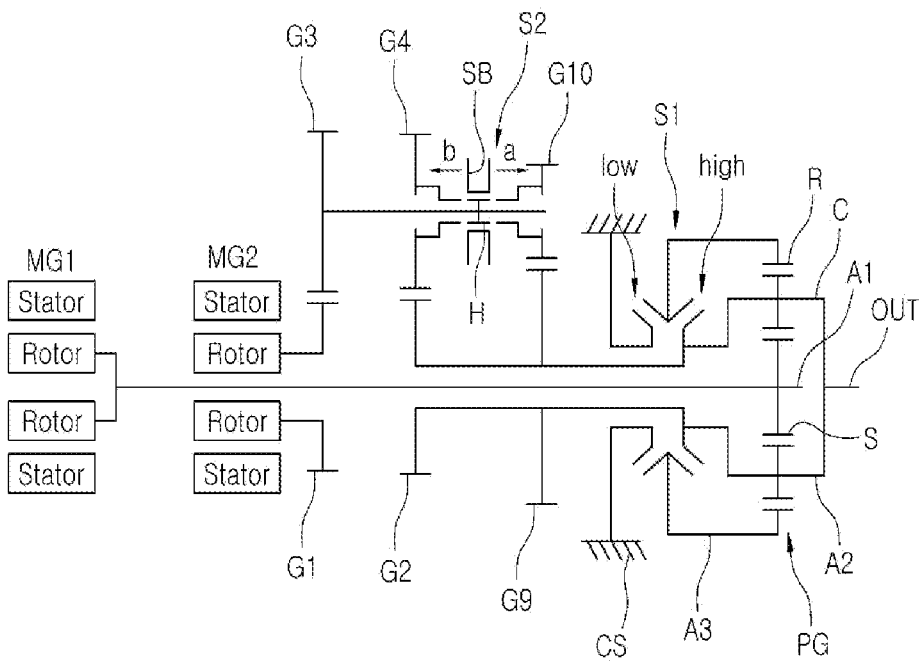 S2
G3
G4
SB
G10
S1
b
a
low
high
R
C
MG1
MG2
A1
Stator
Stator
OUT
H
Rotor
Rotor
Rotor
Rotor
S
Stator
Stator
G1
G2
G9
CS
A3
A2
PG